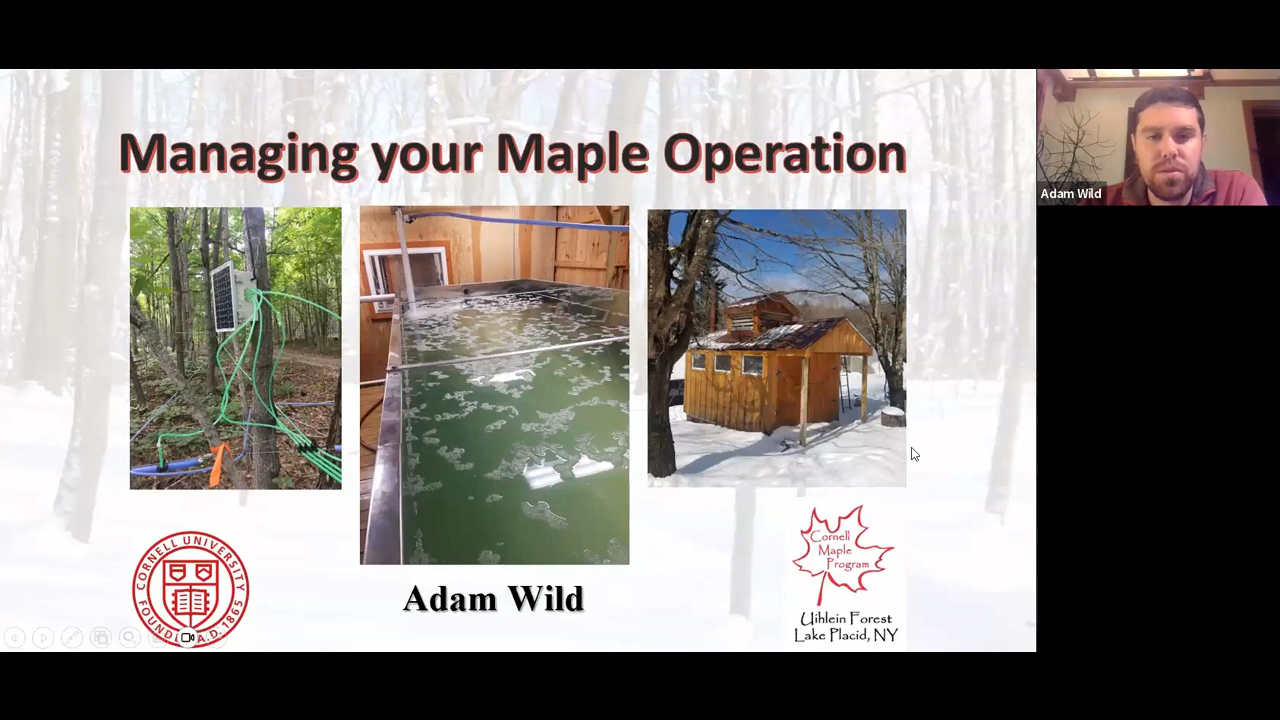 Managing your Maple Operation
Adam Wild
Adam Wild
CORNELL UNIVERSITY
FOUNDED A.D. 1865
Cornell
Maple
Program
Uihlein Forest
Lake Placid, NY